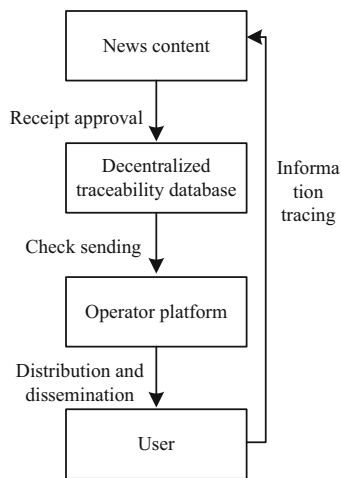 News content
Receipt approval
Decentralized
traceability database
Informa
tion
tracing
Check sending
Operator platform
Distribution and
dissemination
User